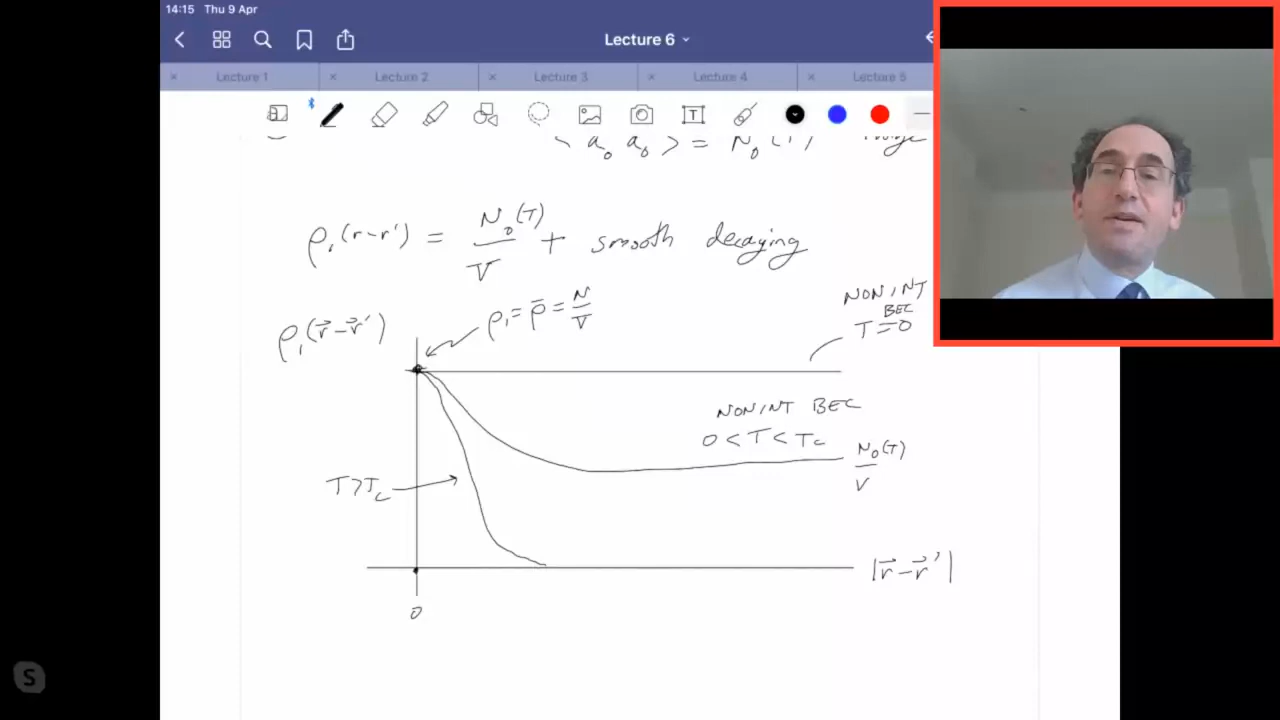 14:15 Thu 9 Apr
Lecture 6
Lecture 1
Lecture 2
Lecture 3
Lecture 4
Lecture 5
T
= N₀(T)
ρ₁(r-r') = N₀(T)/V + smooth decaying
ρ₁(r⃗-r⃗')
ρ₁ = ρ̄ = N/V
NONINT
BEC
T=0
NONINT BEC
0 < T < Tc
N₀(T)/V
T>Tc
|r⃗-r⃗'|
0
S